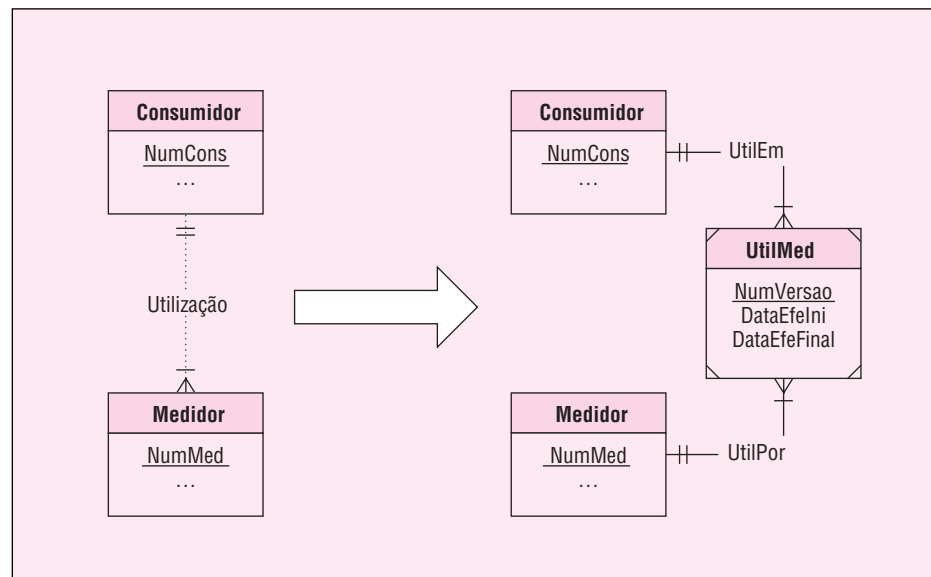 Consumidor
NumCons
...
Utilização
Medidor
NumMed
...
Consumidor
NumCons
...
UtilEm
UtilMed
NumVersao
DataEfeIni
DataEfeFinal
Medidor
NumMed
...
UtilPor